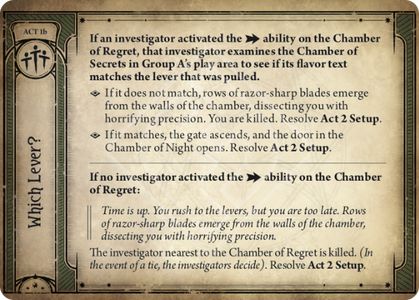 ACT 1b
Which Lever?
If an investigator activated the ability on the Chamber
of Regret, that investigator examines the Chamber of
Secrets in Group A's play area to see if its flavor text
matches the lever that was pulled.
If it does not match, rows of razor-sharp blades emerge
from the walls of the chamber, dissecting you with
horrifying precision. You are killed. Resolve Act 2 Setup.
If it matches, the gate ascends, and the door in the
Chamber of Night opens. Resolve Act 2 Setup.
If no investigator activated the ability on the Chamber
of Regret:
Time is up. You rush to the levers, but you are too late. Rows
of razor-sharp blades emerge from the walls of the chamber,
dissecting you with horrifying precision.
The investigator nearest to the Chamber of Regret is killed. (In
the event of a tie, the investigators decide). Resolve Act 2 Setup.